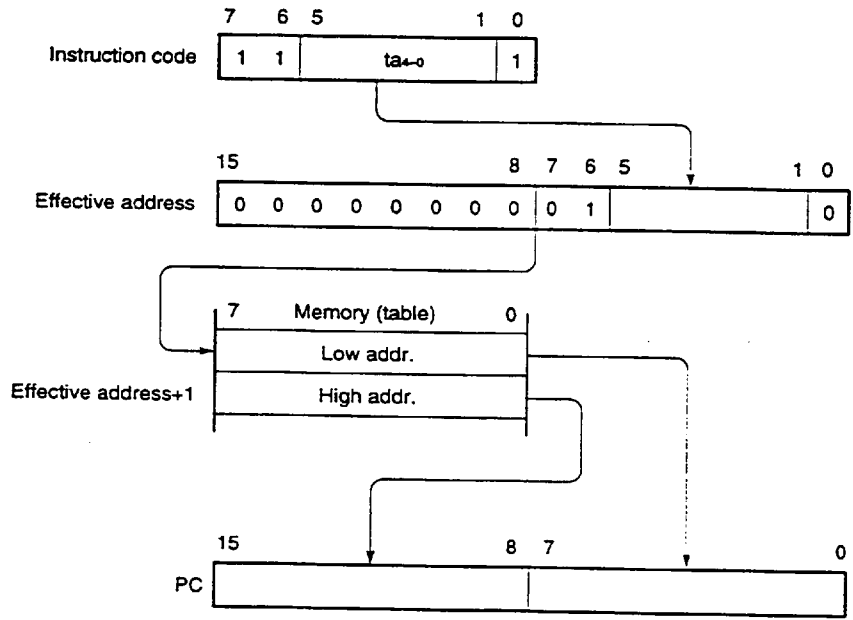 7 6 5 1 0
Instruction code 1 1 ta4–0 1
15 8 7 6 5 1 0
Effective address 0 0 0 0 0 0 0 0 0 1 0
7 Memory (table) 0
Low addr.
Effective address+1 High addr.
15 8 7 0
PC